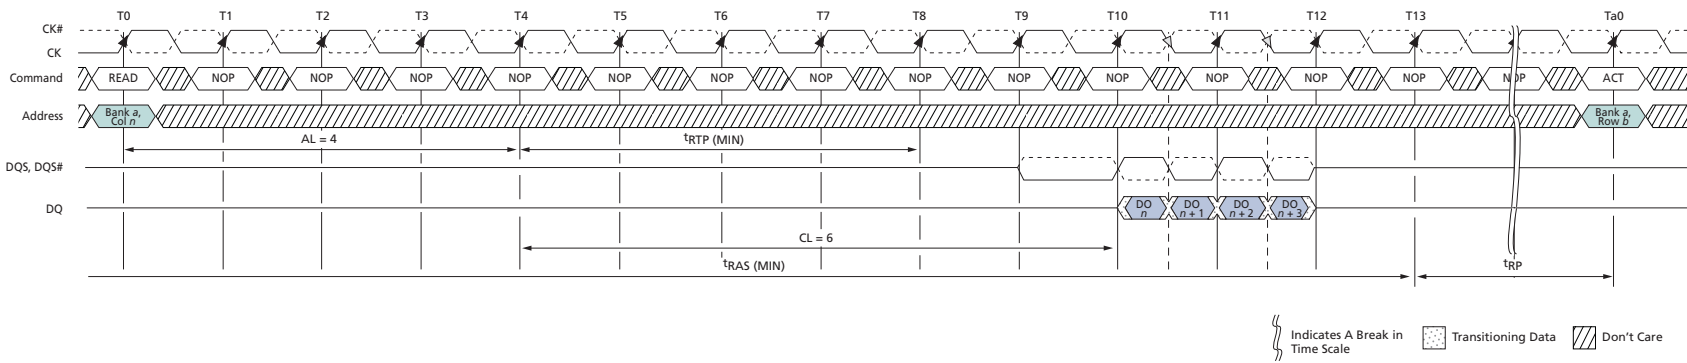 T0 T1 T2 T3 T4 T5 T6 T7 T8 T9 T10 T11 T12 T13 Ta0
CK#
CK
Command READ NOP NOP NOP NOP NOP NOP NOP NOP NOP NOP NOP NOP NOP NOP ACT
Address Bank a, Col n Bank a, Row b
AL = 4 tRTP (MIN)
DQS, DQS#
DQ DO n DO n + 1 DO n + 2 DO n + 3
CL = 6
tRAS (MIN) tRP
Indicates A Break in
Time Scale
Transitioning Data
Don't Care